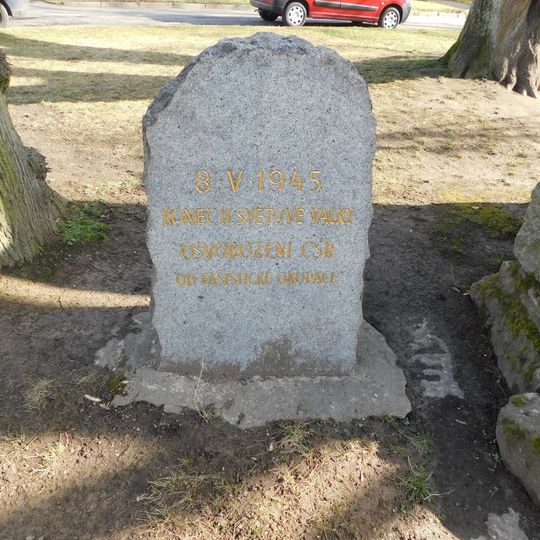 8·V·1945
KONEC II. SVĚTOVÉ VÁLKY
OSVOBOZENÍ ČSR
OD FAŠISTICKÉ OKUPACE